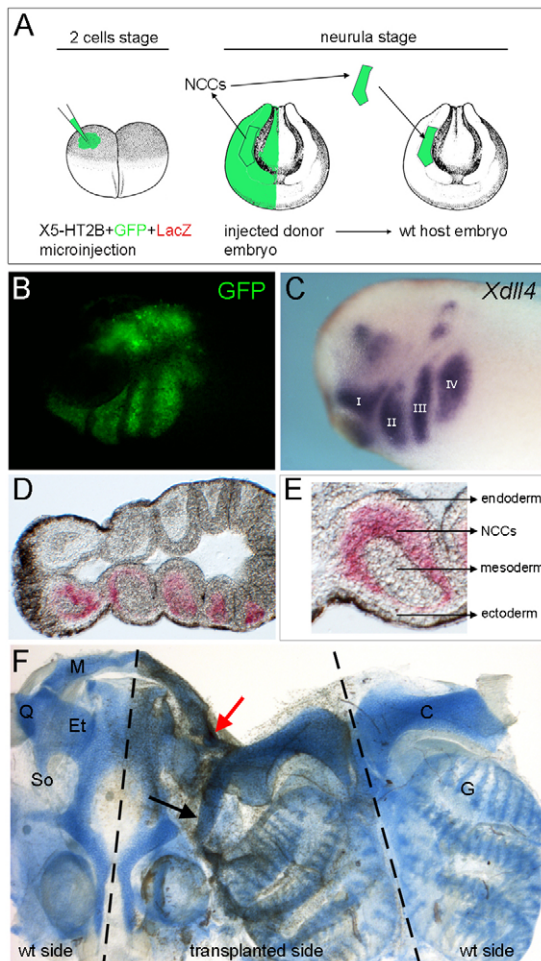 A
2 cells stage
neurula stage
NCCs
X5-HT2B+GFP+LacZ
microinjection
injected donor
embryo
wt host embryo
B
GFP
C
Xdll4
I
II
III
IV
D
E
endoderm
NCCs
mesoderm
ectoderm
F
M
Q
Et
So
C
G
wt side
transplanted side
wt side